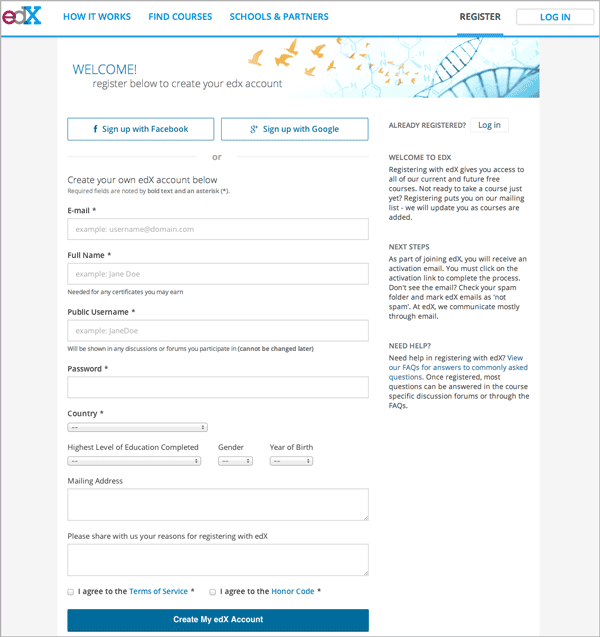 edX HOW IT WORKS FIND COURSES SCHOOLS & PARTNERS REGISTER LOG IN
WELCOME!
register below to create your edx account
f Sign up with Facebook
g+ Sign up with Google
or
Create your own edX account below
Required fields are noted by bold text and an asterisk (*).
E-mail *
example: username@domain.com
Full Name *
example: Jane Doe
Needed for any certificates you may earn
Public Username *
example: JaneDoe
Will be shown in any discussions or forums you participate in (cannot be changed later)
Password *
Country *
--
Highest Level of Education Completed Gender Year of Birth
-- -- --
Mailing Address
Please share with us your reasons for registering with edX
I agree to the Terms of Service * I agree to the Honor Code *
Create My edX Account
ALREADY REGISTERED? Log in
WELCOME TO EDX
Registering with edX gives you access to
all of our current and future free
courses. Not ready to take a course just
yet? Registering puts you on our mailing
list - we will update you as courses are
added.
NEXT STEPS
As part of joining edX, you will receive an
activation email. You must click on the
activation link to complete the process.
Don't see the email? Check your spam
folder and mark edX emails as 'not
spam'. At edX, we communicate mostly
through email.
NEED HELP?
Need help in registering with edX? View
our FAQs for answers to commonly asked
questions. Once registered, most
questions can be answered in the course
specific discussion forums or through the
FAQs.